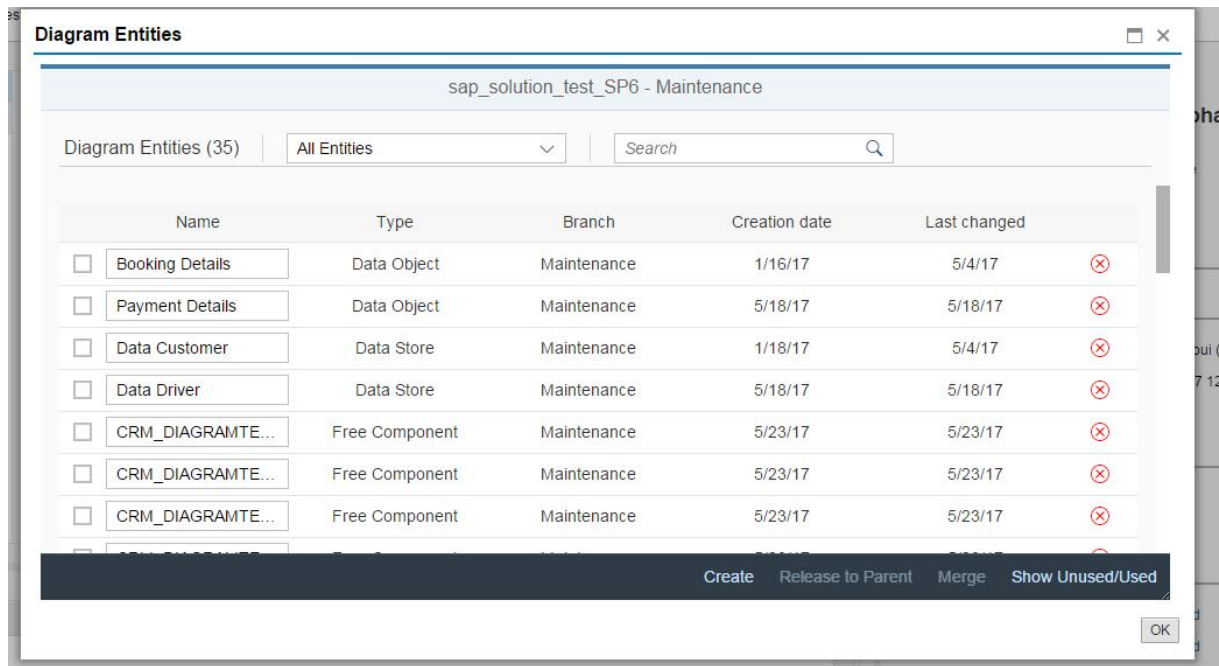 es
Diagram Entities
sap_solution_test_SP6 - Maintenance
Diagram Entities (35) All Entities Search
Name Type Branch Creation date Last changed
Booking Details Data Object Maintenance 1/16/17 5/4/17
Payment Details Data Object Maintenance 5/18/17 5/18/17
Data Customer Data Store Maintenance 1/18/17 5/4/17
Data Driver Data Store Maintenance 5/18/17 5/18/17
CRM_DIAGRAMTE... Free Component Maintenance 5/23/17 5/23/17
CRM_DIAGRAMTE... Free Component Maintenance 5/23/17 5/23/17
CRM_DIAGRAMTE... Free Component Maintenance 5/23/17 5/23/17
Create Release to Parent Merge Show Unused/Used
OK
pha
oui (
7 12
d
d